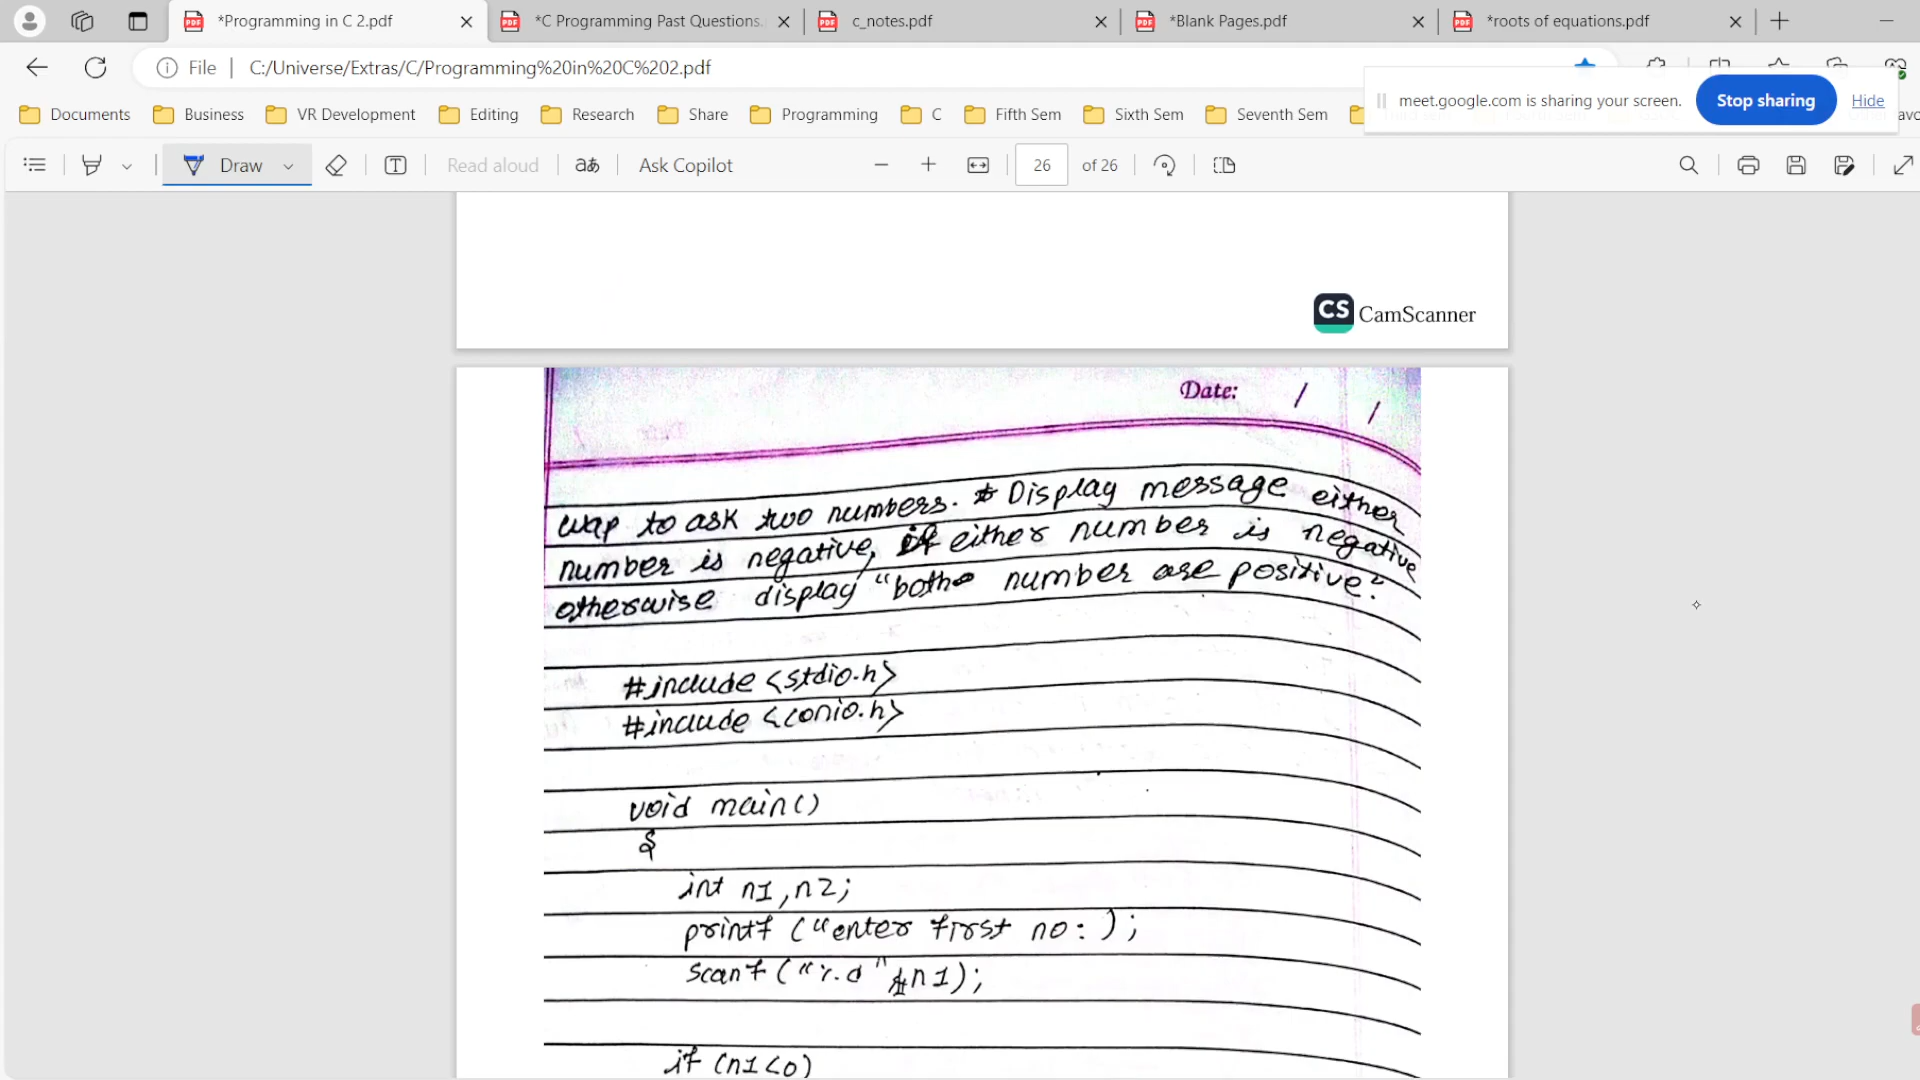 *Programming in C 2.pdf
*C Programming Past Questions.
c_notes.pdf
*Blank Pages.pdf
*roots of equations.pdf
File
C:/Universe/Extras/C/Programming%20in%20C%202.pdf
meet.google.com is sharing your screen.
Stop sharing
Hide
Documents
Business
VR Development
Editing
Research
Share
Programming
C
Fifth Sem
Sixth Sem
Seventh Sem
Draw
Read aloud
aあ
Ask Copilot
26
of 26
CS CamScanner
Date: / /
wap to ask two numbers. Display message either
number is negative, if either number is negative
otherwise display "both number are positive".
#include <stdio.h>
#include <conio.h>
void main()
{
int n1, n2;
printf ("enter first no: );
scanf ("%d" &n1);
if (n1<0)